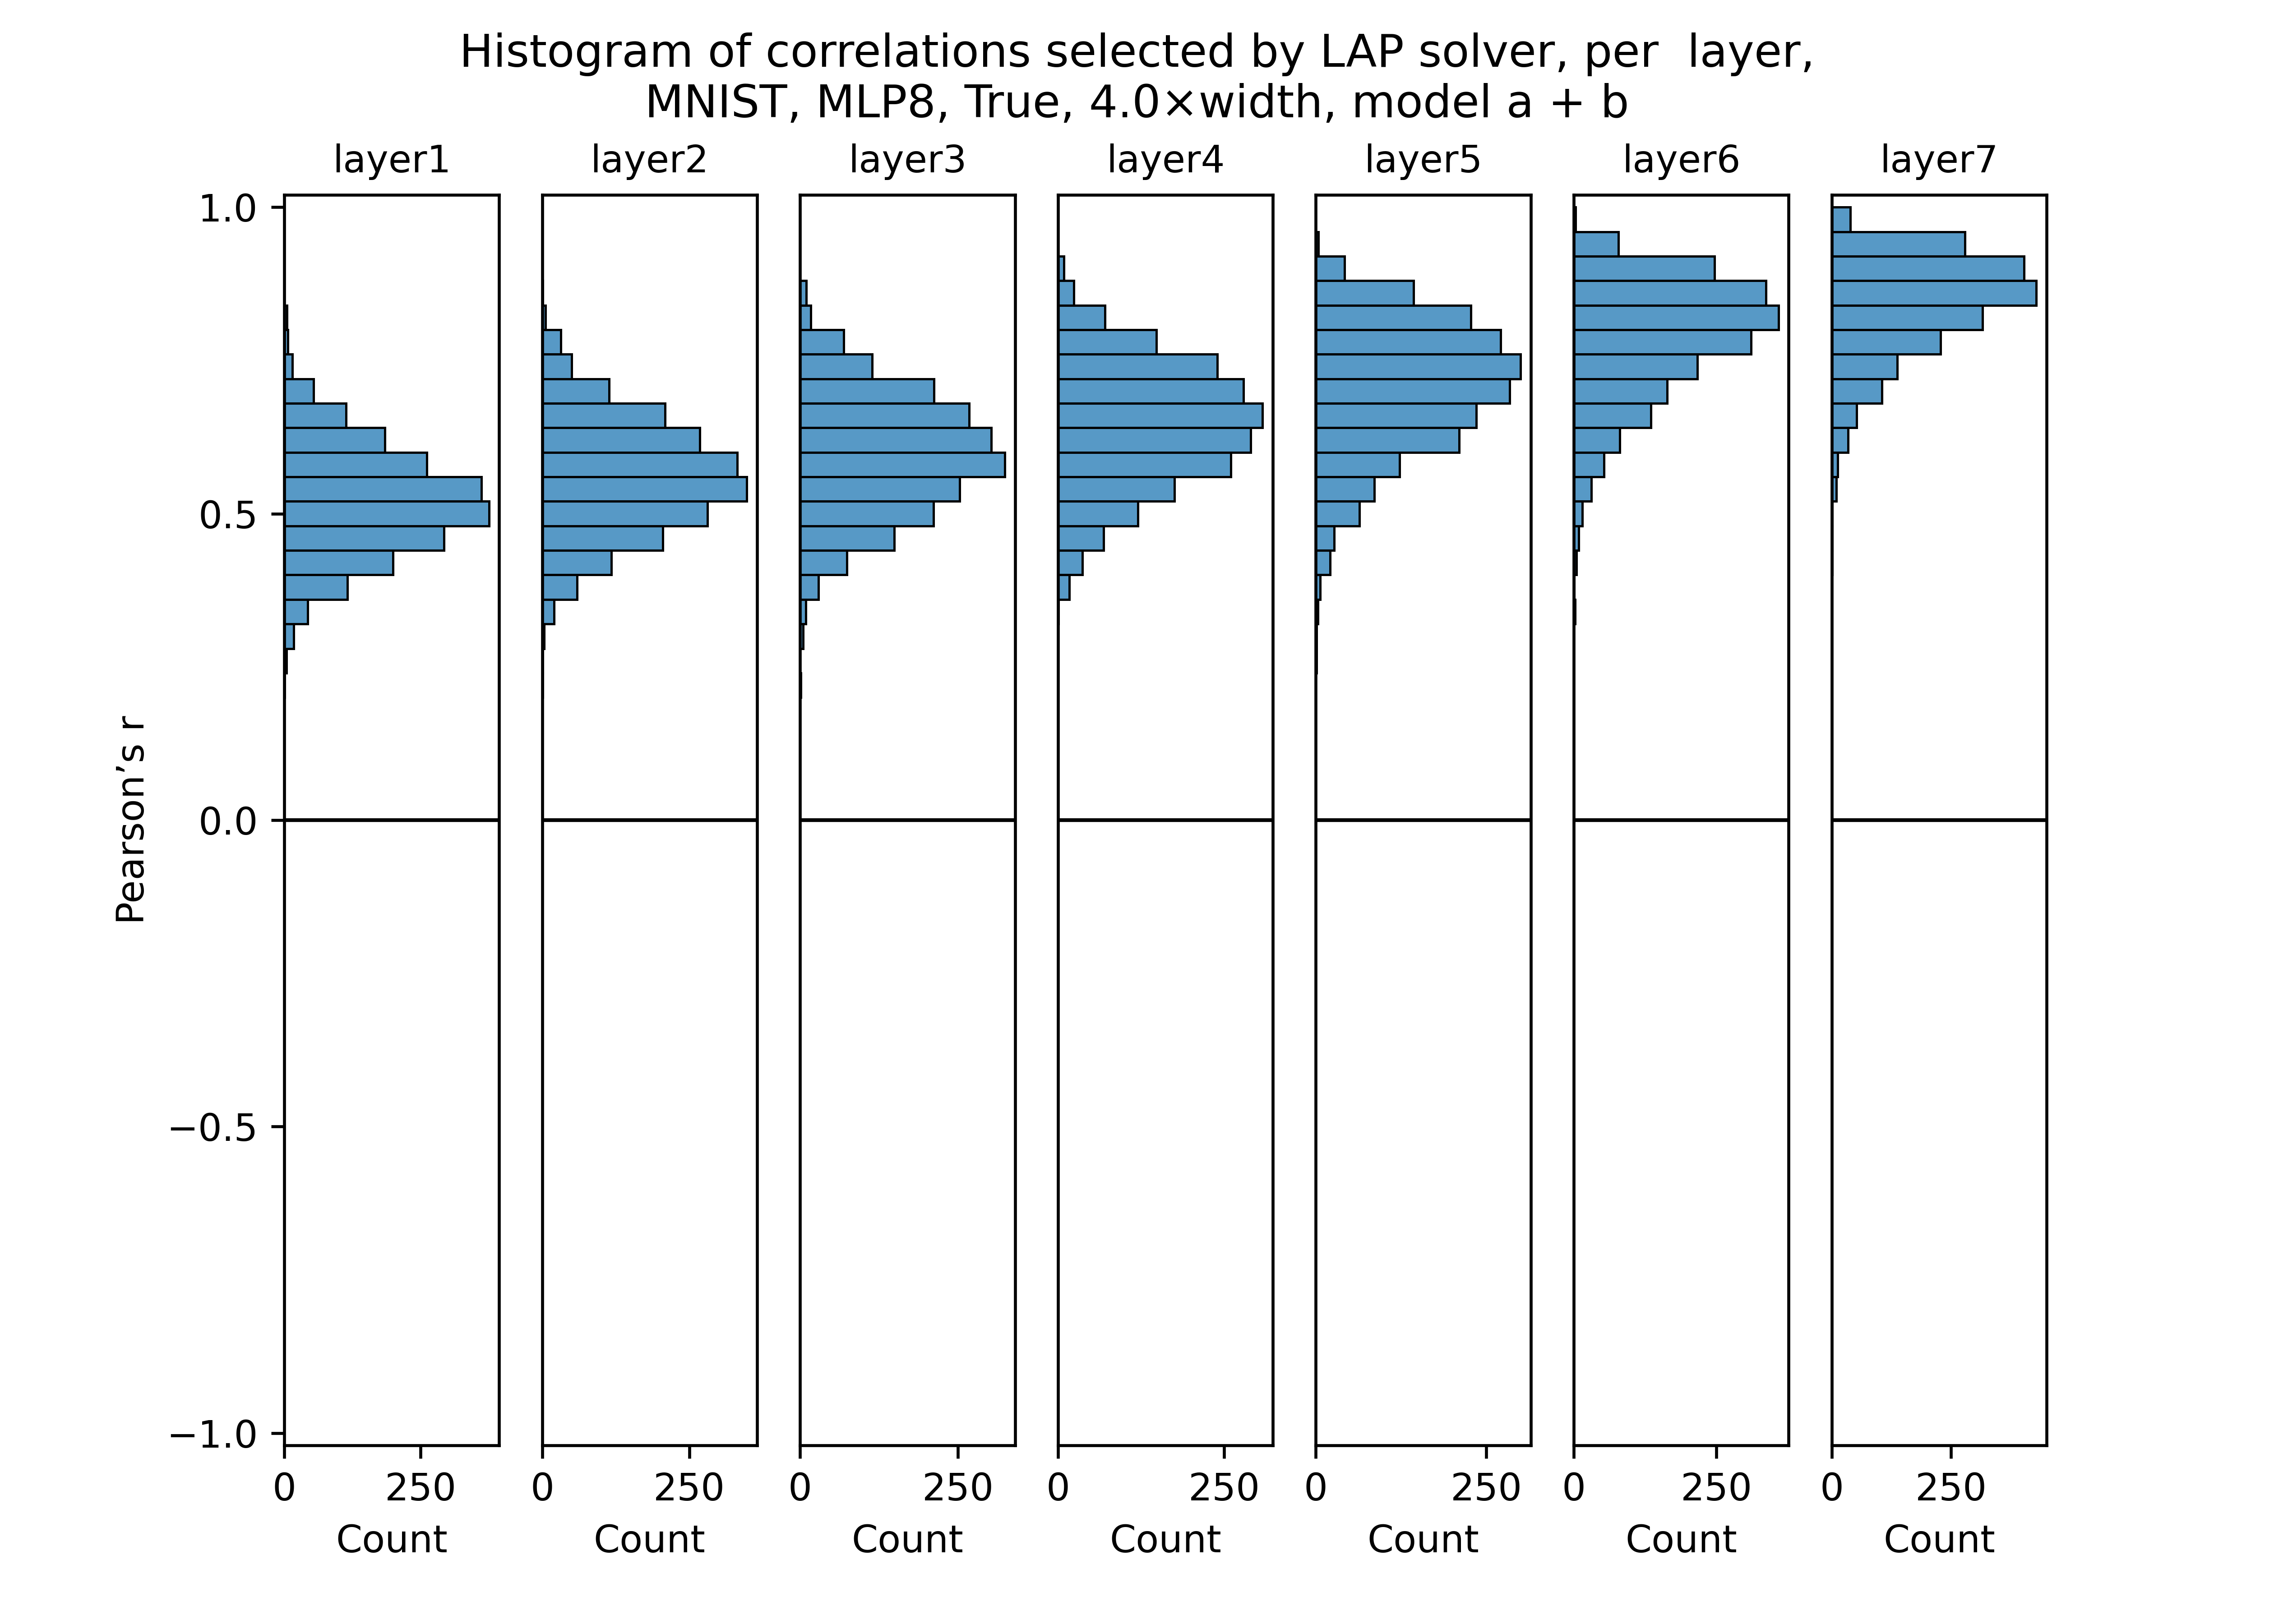 Histogram of correlations selected by LAP solver, per  layer,
MNIST, MLP8, True, 4.0×width, model a + b
layer1 layer2 layer3 layer4 layer5 layer6 layer7
1.0
0.5
0.0
−0.5
−1.0
Pearson’s r
0 250 0 250 0 250 0 250 0 250 0 250 0 250
Count Count Count Count Count Count Count